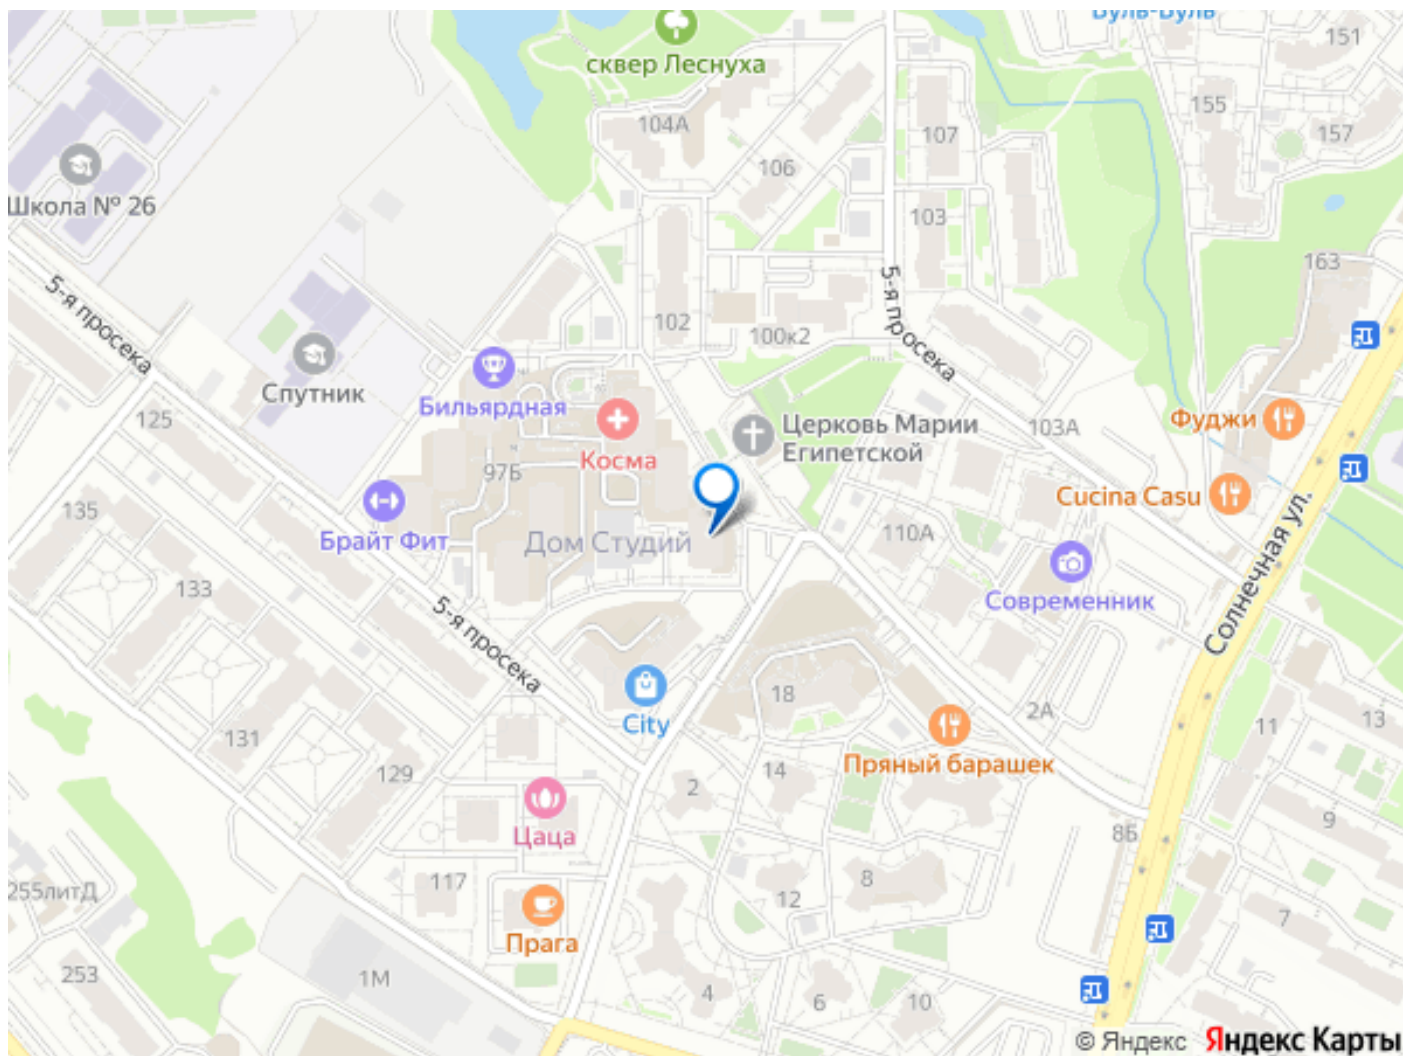 Буль-Буль
151
сквер Леснуха
155
104А
107
157
106
Школа № 26
103
163
5-я просека
5-я просека
102
100к2
Спутник
Бильярдная
125
Фуджи
Церковь Марии
Египетской
103А
Косма
97Б
Cucina Casu
135
110А
Брайт Фит
Дом Студий
Солнечная ул.
133
Современник
5-я просека
18
2А
11
13
City
131
Пряный барашек
129
14
2
9
Цаца
8Б
117
8
255литД
12
7
Прага
253
1М
4
6
10
© Яндекс Яндекс Карты